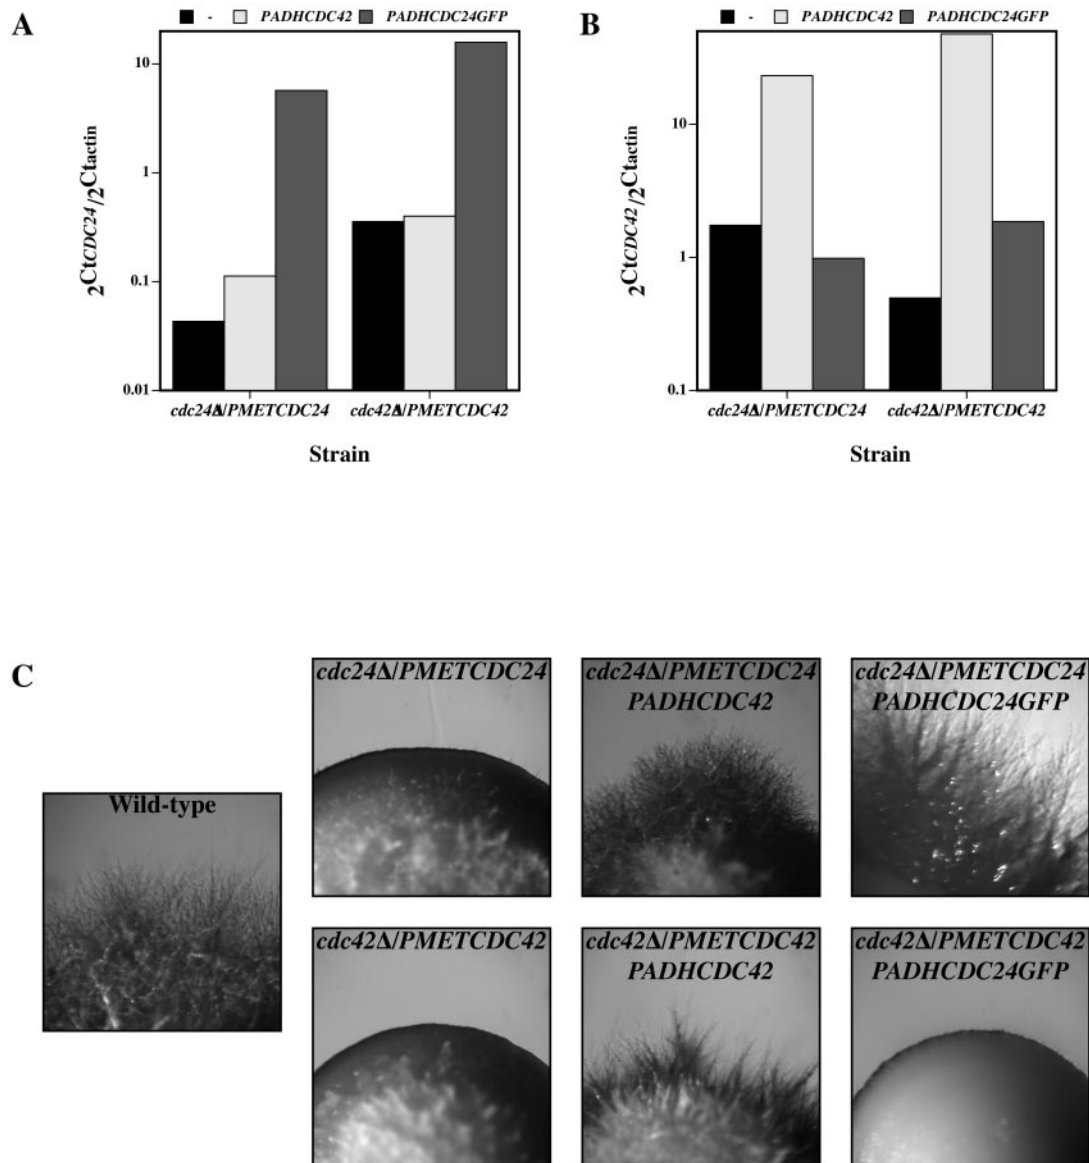 A
- PADHCDC42 PADHCDC24GFP
10
1
0.1
0.01
2CtCDC24/2Ctactin
cdc24Δ/PMETCDC24 cdc42Δ/PMETCDC42
Strain
B
- PADHCDC42 PADHCDC24GFP
10
1
0.1
2CtCDC42/2Ctactin
cdc24Δ/PMETCDC24 cdc42Δ/PMETCDC42
Strain
C
Wild-type
cdc24Δ/PMETCDC24
cdc24Δ/PMETCDC24
PADHCDC42
cdc24Δ/PMETCDC24
PADHCDC24GFP
cdc42Δ/PMETCDC42
cdc42Δ/PMETCDC42
PADHCDC42
cdc42Δ/PMETCDC42
PADHCDC24GFP